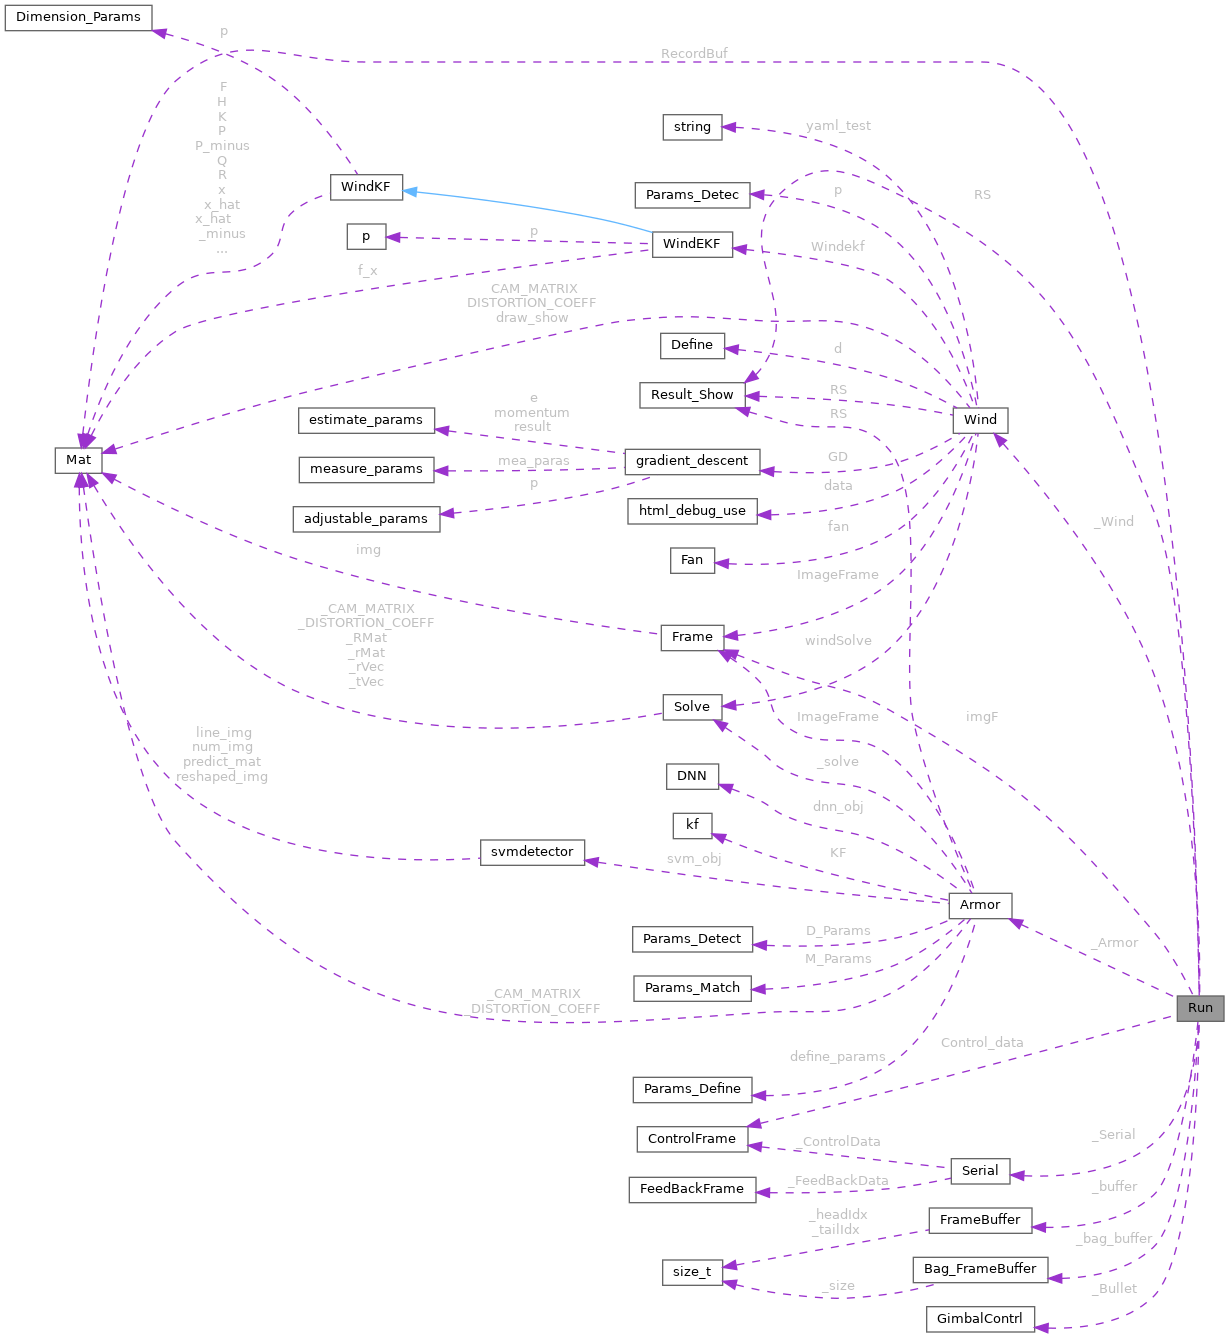 Dimension_Params
p
RecordBuf
F
H
K
P
P_minus
Q
R
x
x_hat
x_hat
_minus
...
string
yaml_test
WindKF
Params_Detec
p
RS
p
p
WindEKF
Windekf
f_x
CAM_MATRIX
DISTORTION_COEFF
draw_show
Define
d
Result_Show
RS
RS
e
momentum
result
estimate_params
Wind
Mat
measure_params
mea_paras
gradient_descent
GD
p
data
adjustable_params
html_debug_use
_Wind
fan
img
Fan
ImageFrame
_CAM_MATRIX
_DISTORTION_COEFF
_RMat
_rMat
_rVec
_tVec
Frame
windSolve
Solve
ImageFrame
imgF
line_img
num_img
predict_mat
reshaped_img
_solve
DNN
dnn_obj
kf
svmdetector
svm_obj
KF
Armor
Params_Detect
D_Params
_Armor
M_Params
Params_Match
_CAM_MATRIX
_DISTORTION_COEFF
Run
Control_data
define_params
Params_Define
ControlFrame
_ControlData
_Serial
Serial
FeedBackFrame
_FeedBackData
_buffer
_headIdx
_tailIdx
FrameBuffer
_bag_buffer
size_t
_size
Bag_FrameBuffer
_Bullet
GimbalContrl